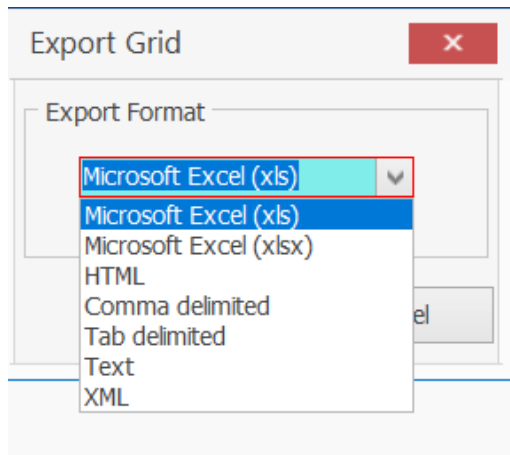 Export Grid
Export Format
Microsoft Excel (xls)
Microsoft Excel (xls)
Microsoft Excel (xlsx)
HTML
Comma delimited
Tab delimited
Text
XML